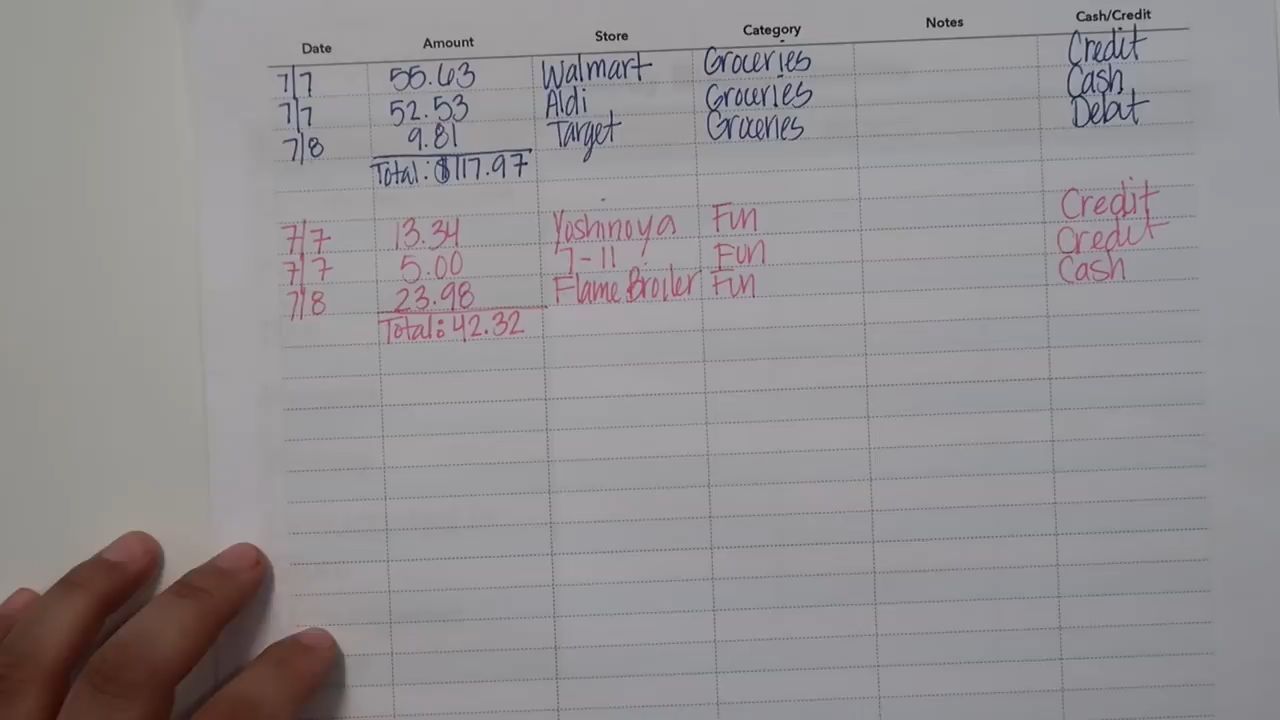 Date Amount Store Category Notes Cash/Credit
7/7 55.63 Walmart Groceries Credit
7/7 52.53 Aldi Groceries Cash
7/8 9.81 Target Groceries Debit
Total: $117.97
7/7 13.34 Yoshinoya Fun Credit
7/7 5.00 7-11 Fun Credit
7/8 23.98 Flame Broiler Fun Cash
Total: 42.32